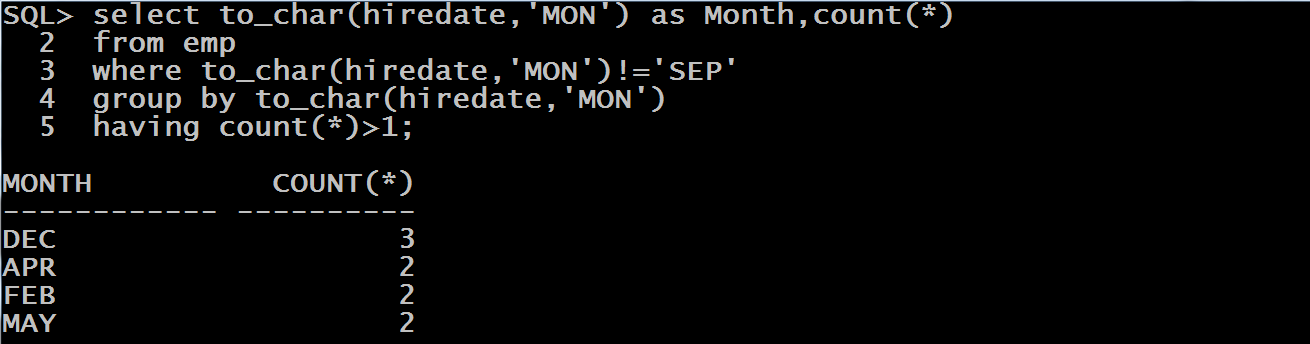 SQL> select to_char(hiredate,'MON') as Month,count(*)
  2  from emp
  3  where to_char(hiredate,'MON')!='SEP'
  4  group by to_char(hiredate,'MON')
  5  having count(*)>1;
MONTH          COUNT(*)
------------ ----------
DEC                   3
APR                   2
FEB                   2
MAY                   2